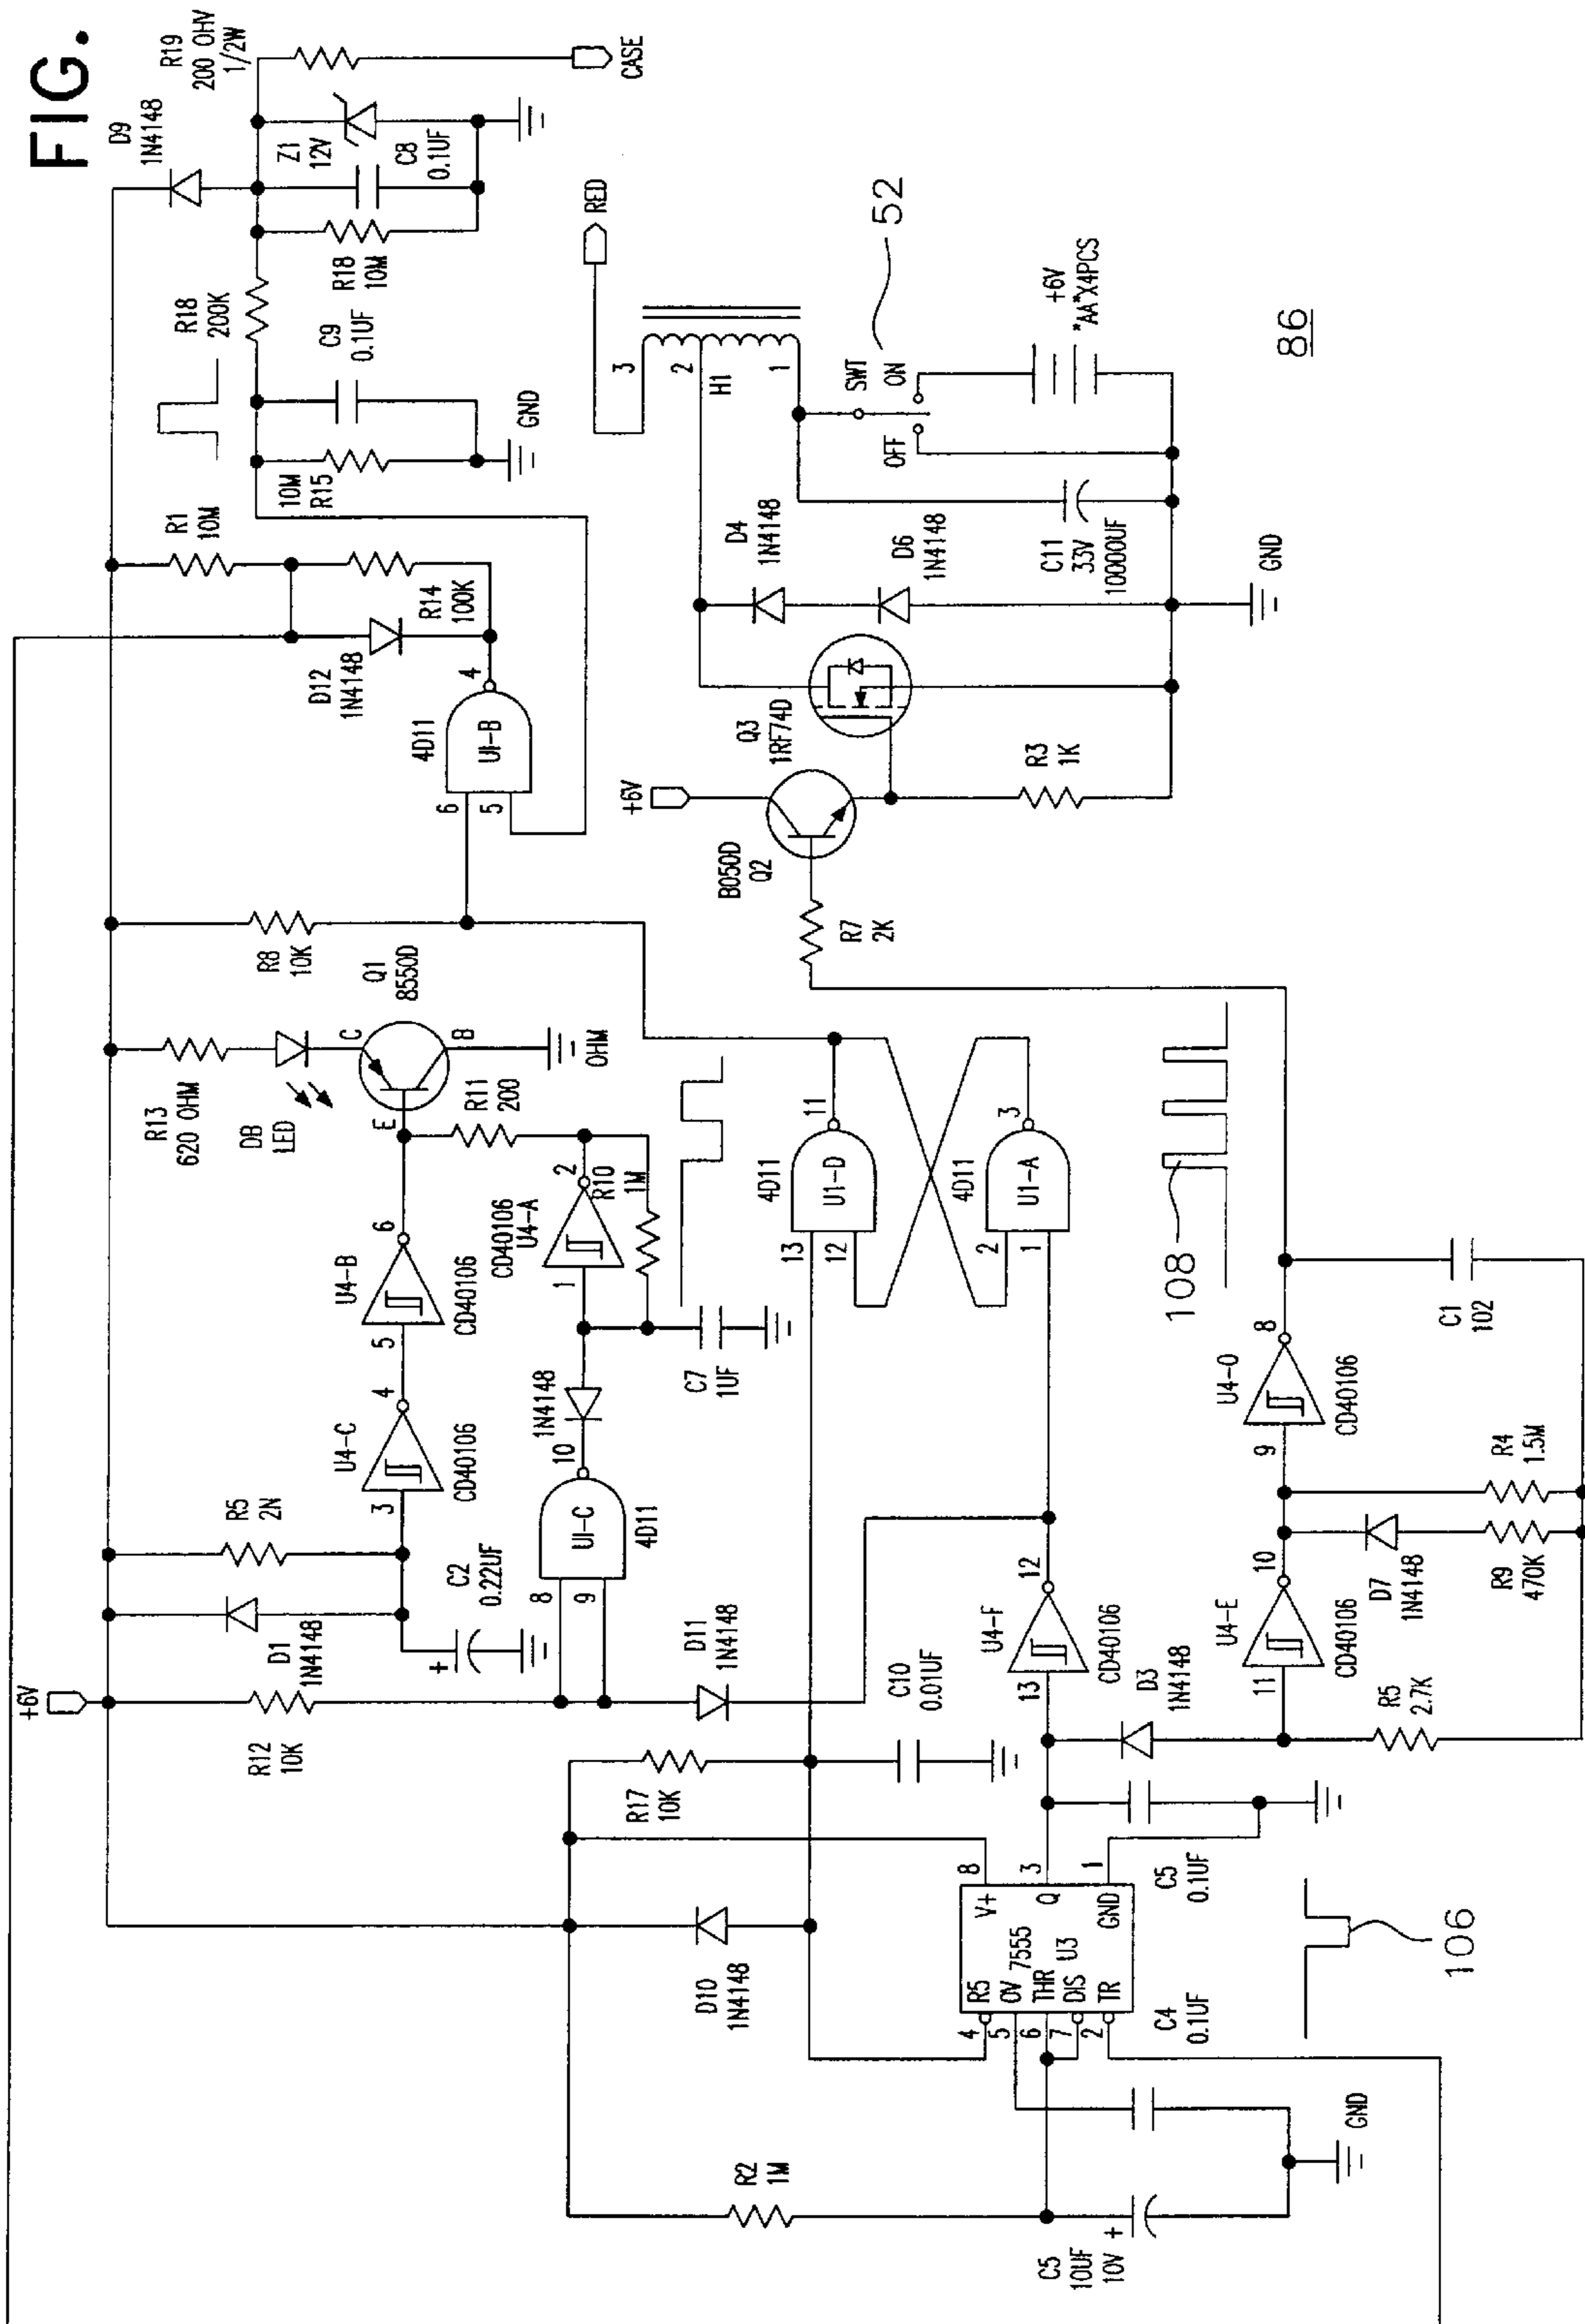 FIG.
R19
200 OHV
1/2W
CASE
D9
1N4148
Z1
12V
C8
0.1UF
R18
10M
R18
200K
C9
0.1UF
10M
R15
GND
R1
10M
R14
100K
D12
1N4148
4D11
U1-B
4
6
5
RED
3
2
1
H1
SWT
ON
OFF
52
+6V
"AA"X4PCS
86
D4
1N4148
D6
1N4148
C11
33V
10000UF
GND
Q3
1RF74D
+6V
B050D
Q2
R3
1K
R7
2K
R8
10K
Q1
8550D
C
B
E
OHM
R13
620 OHM
DB
LED
R11
200
R10
1M
CD40106
U4-A
2
1
U4-B
6
5
CD40106
U4-C
4
3
CD40106
R5
2N
C2
0.22UF
D1
1N4148
+6V
R12
10K
1N4148
C7
1UF
10
U1-C
4D11
8
9
D11
1N4148
4D11
U1-D
11
13
12
4D11
U1-A
3
2
1
108
C10
0.01UF
R17
10K
U4-F
12
13
CD40106
D3
1N4148
U4-E
10
11
CD40106
R5
2.7K
D7
1N4148
R9
470K
R4
1.5M
U4-O
8
9
CD40106
C1
102
D10
1N4148
R5
OV
THR
DIS
TR
7555
U3
V+
Q
GND
4
5
6
7
2
8
3
1
C5
0.1UF
C4
0.1UF
106
R2
1M
C5
10UF
10V
+
GND